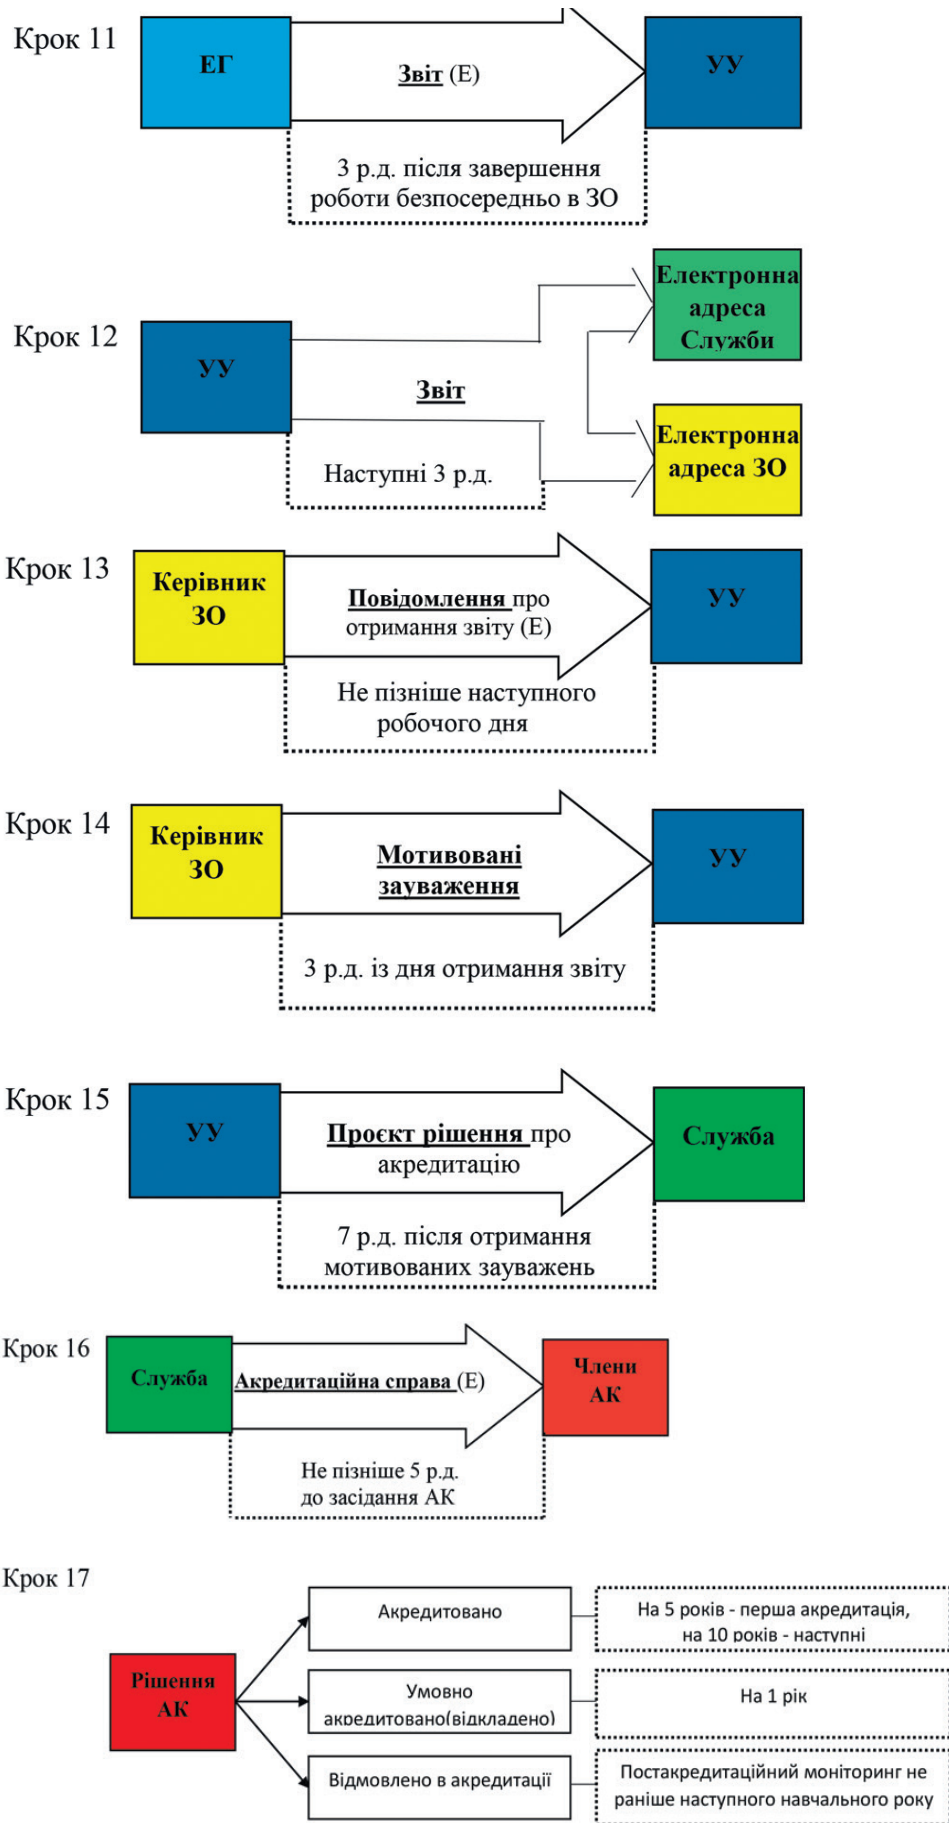 Крок 11
ЕГ
Звіт (Е)
УУ
3 р.д. після завершення
роботи безпосередньо в ЗО
Крок 12
УУ
Звіт
Наступні 3 р.д.
Електронна
адреса
Служби
Електронна
адреса ЗО
Крок 13
Керівник
ЗО
Повідомлення про
отримання звіту (Е)
УУ
Не пізніше наступного
робочого дня
Крок 14
Керівник
ЗО
Мотивовані
зауваження
УУ
3 р.д. із дня отримання звіту
Крок 15
УУ
Проєкт рішення про
акредитацію
Служба
7 р.д. після отримання
мотивованих зауважень
Крок 16
Служба
Акредитаційна справа (Е)
Члени
АК
Не пізніше 5 р.д.
до засідання АК
Крок 17
Рішення
АК
Акредитовано
На 5 років - перша акредитація,
на 10 років - наступні
Умовно
акредитовано(відкладено)
На 1 рік
Відмовлено в акредитації
Постакредитаційний моніторинг не
раніше наступного навчального року